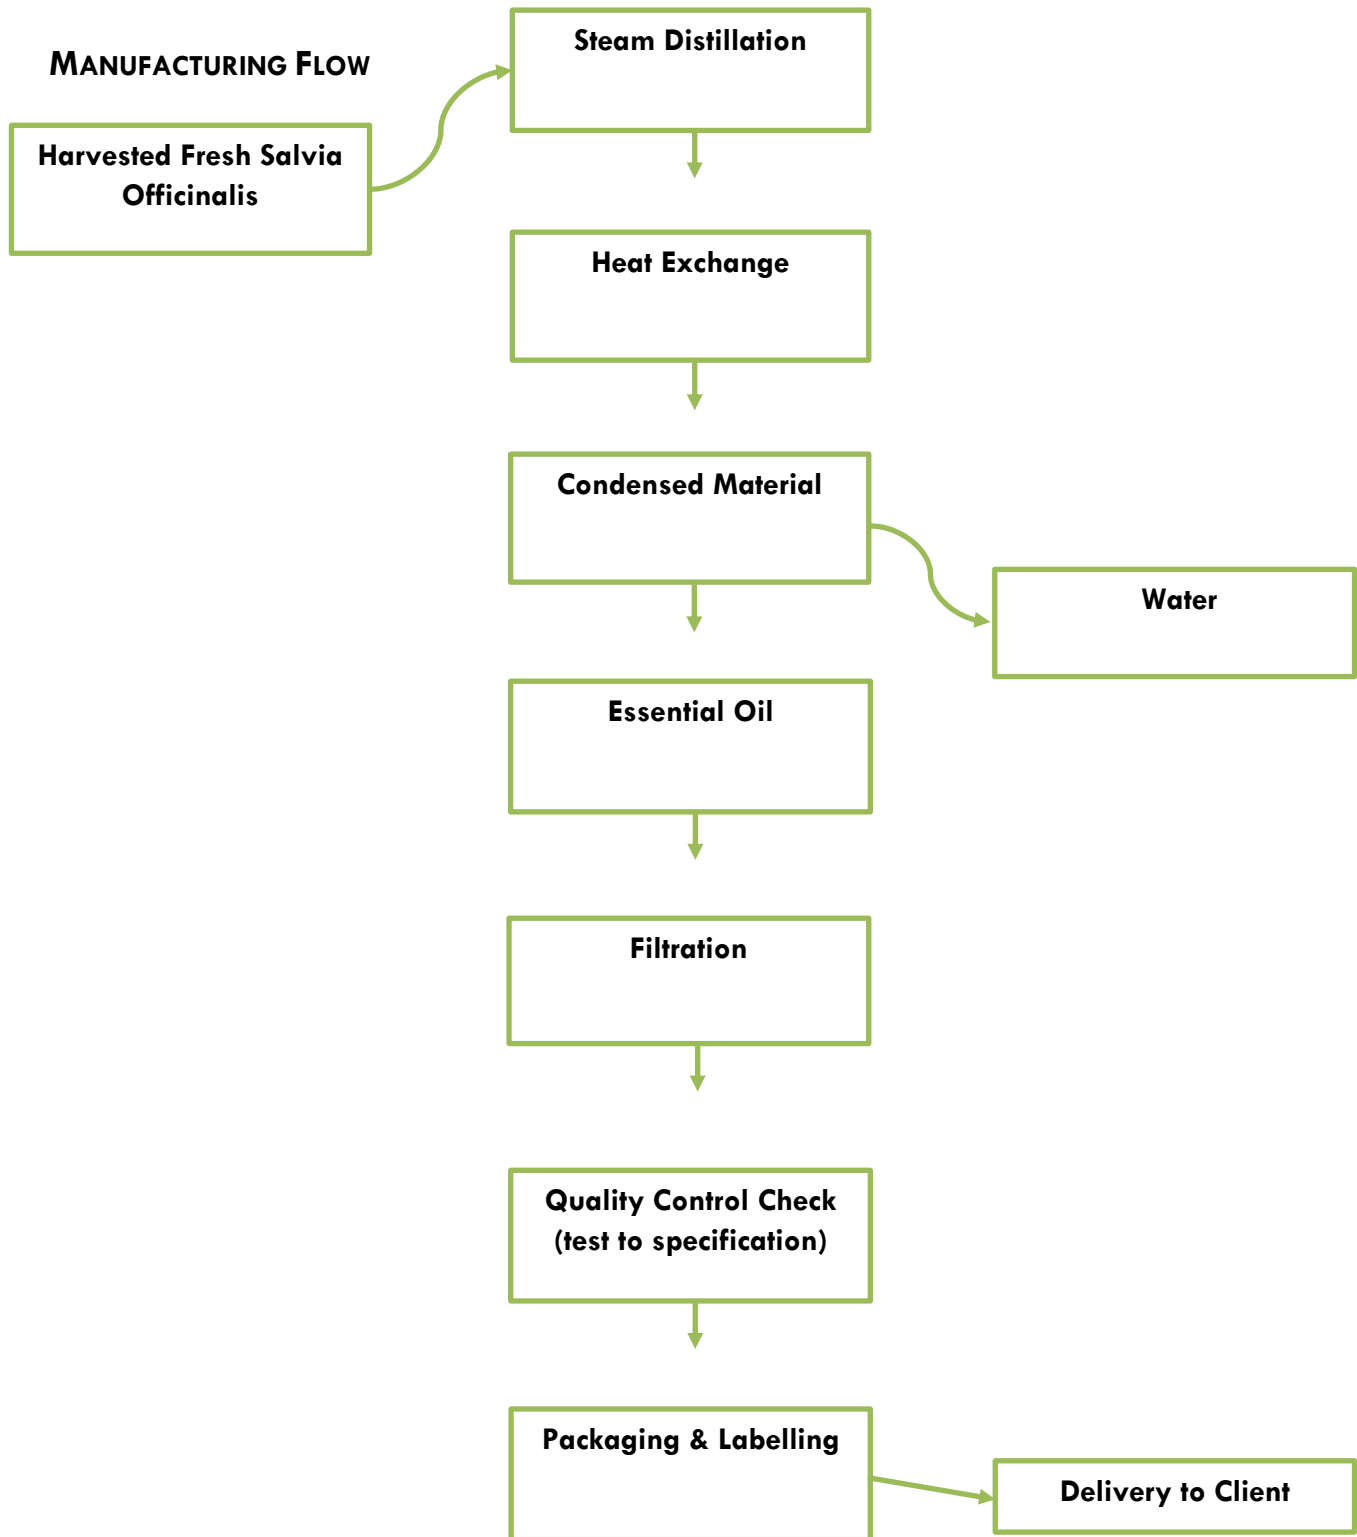 MANUFACTURING FLOW
Harvested Fresh Salvia
Officinalis
Steam Distillation
Heat Exchange
Condensed Material
Water
Essential Oil
Filtration
Quality Control Check
(test to specification)
Packaging & Labelling
Delivery to Client